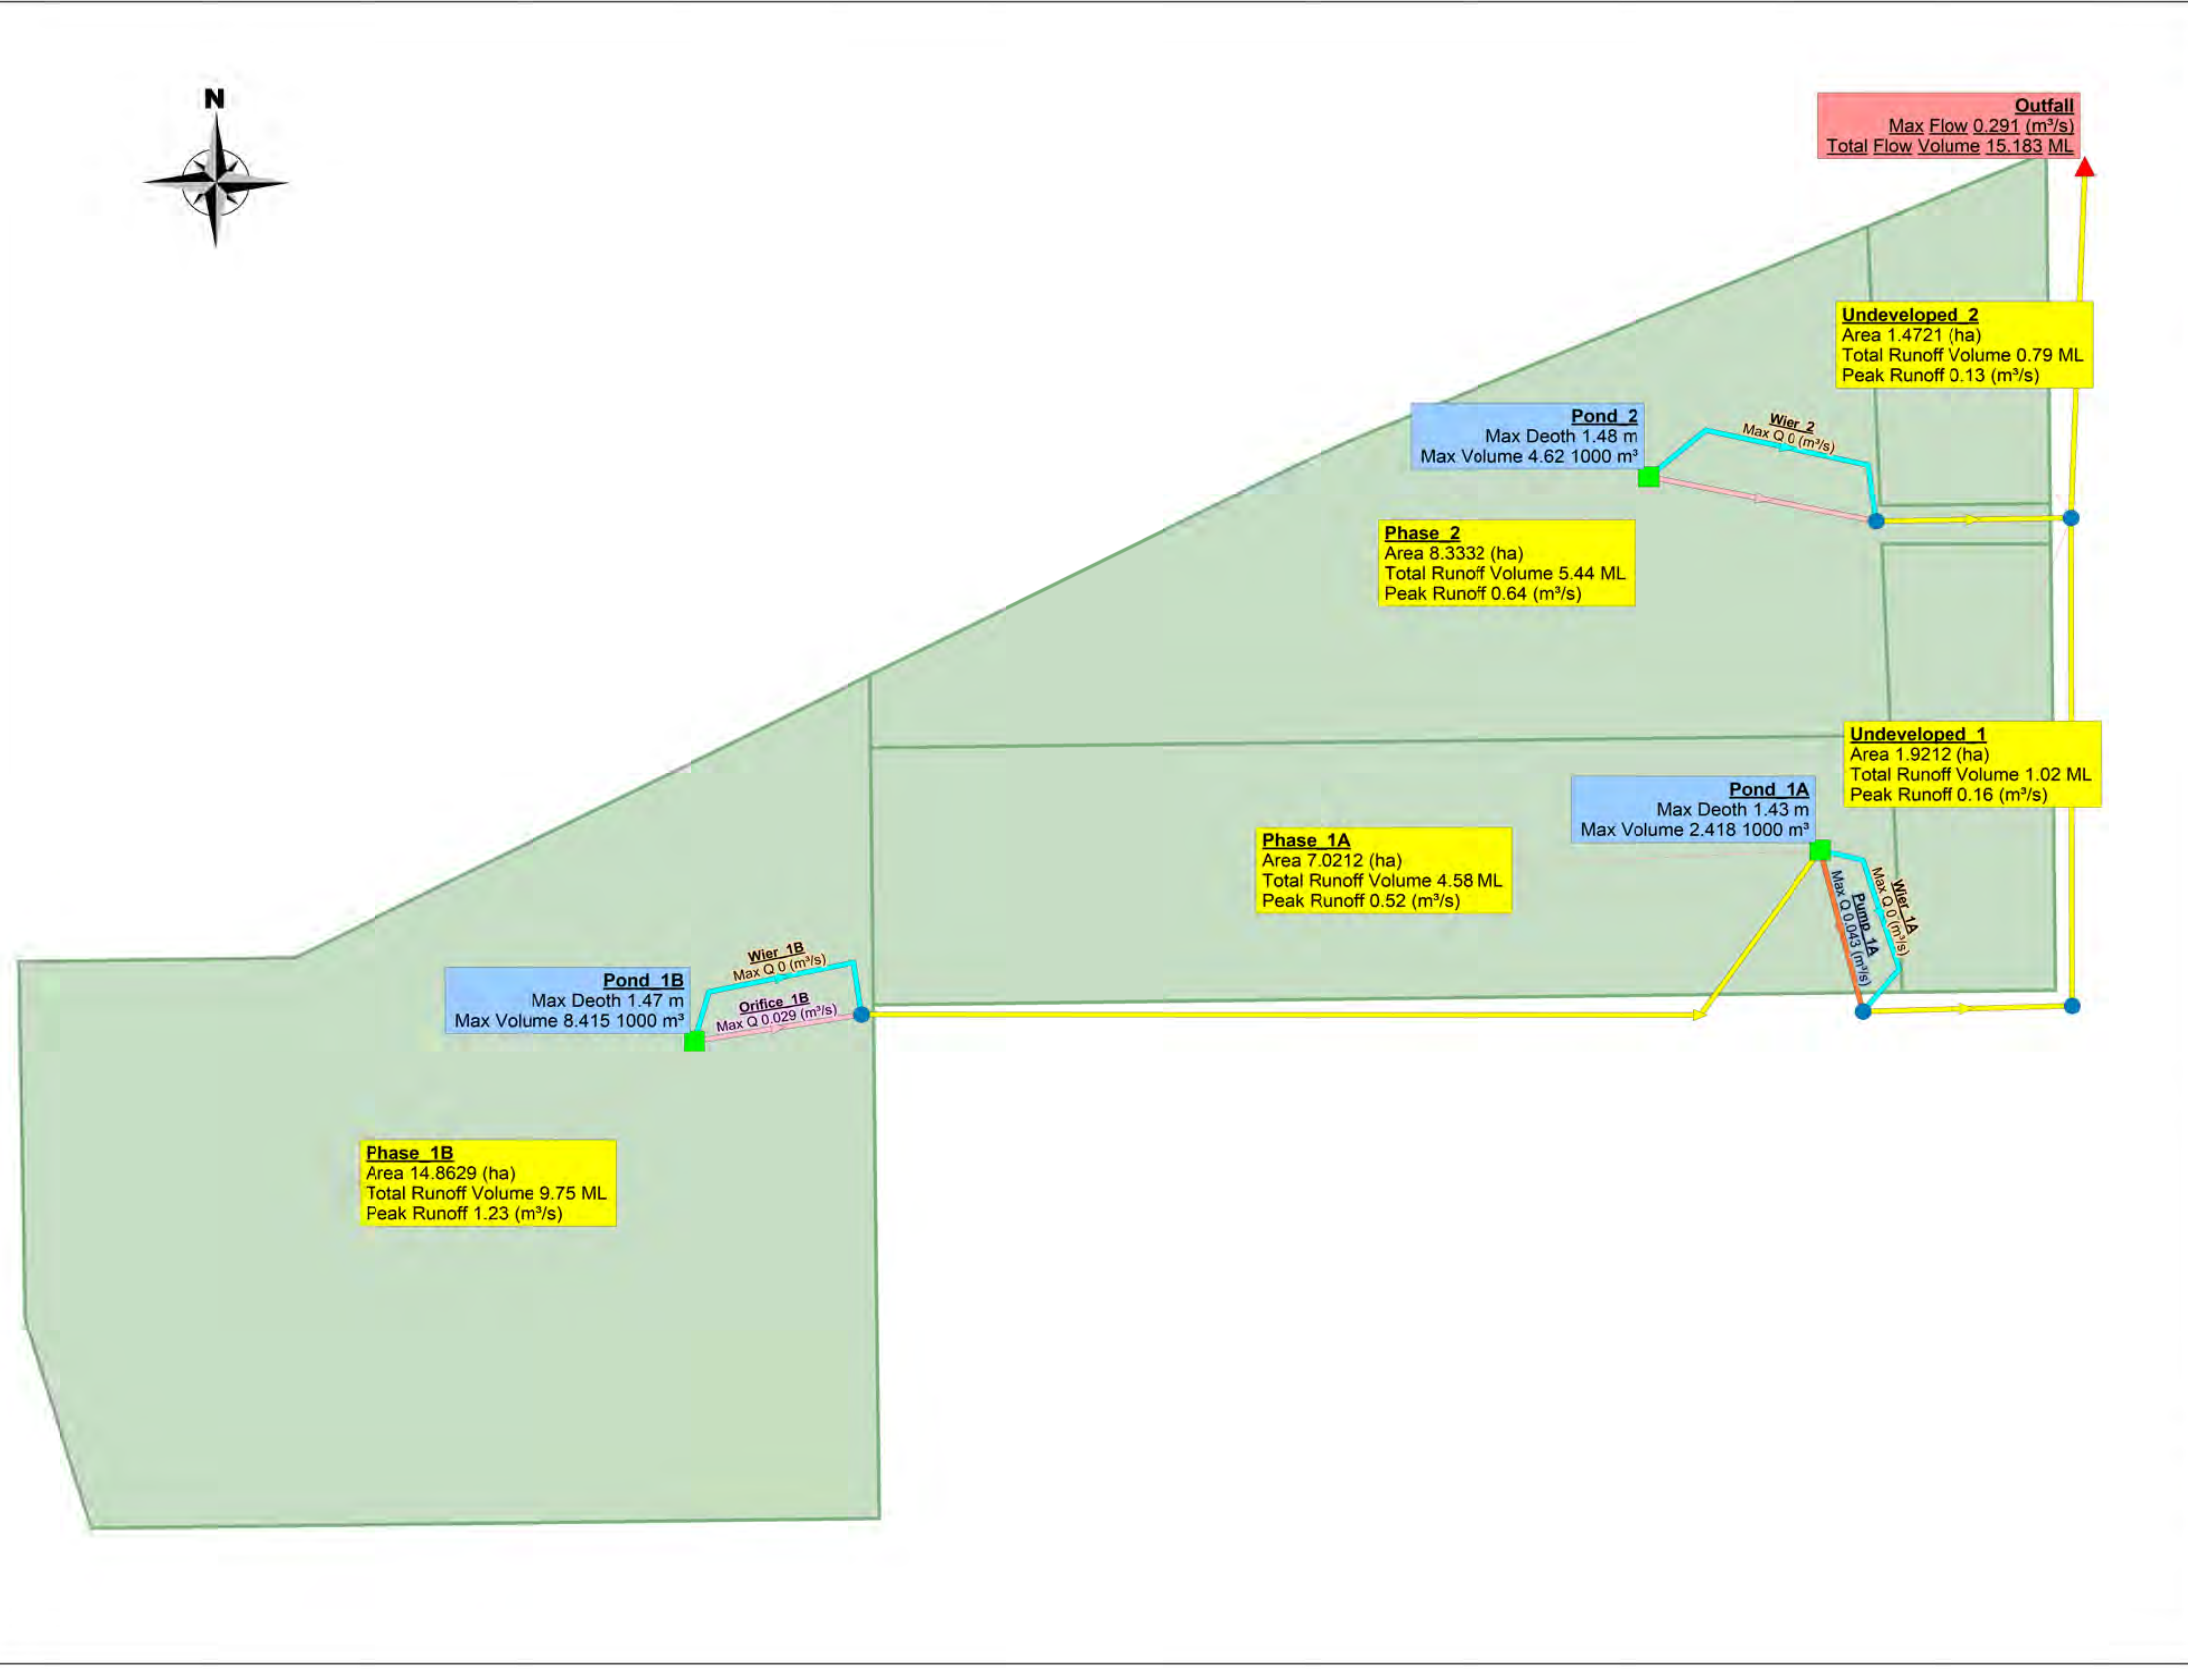 N
Outfall
Max Flow 0.291 (m³/s)
Total Flow Volume 15.183 ML
Undeveloped_2
Area 1.4721 (ha)
Total Runoff Volume 0.79 ML
Peak Runoff 0.13 (m³/s)
Pond_2
Max Deoth 1.48 m
Max Volume 4.62 1000 m³
Wier_2
Max Q 0 (m³/s)
Phase_2
Area 8.3332 (ha)
Total Runoff Volume 5.44 ML
Peak Runoff 0.64 (m³/s)
Undeveloped_1
Area 1.9212 (ha)
Total Runoff Volume 1.02 ML
Peak Runoff 0.16 (m³/s)
Pond_1A
Max Deoth 1.43 m
Max Volume 2.418 1000 m³
Phase_1A
Area 7.0212 (ha)
Total Runoff Volume 4.58 ML
Peak Runoff 0.52 (m³/s)
Wier_1A
Max Q 0 (m³/s)
Pump_1A
Max Q 0.043 (m³/s)
Wier_1B
Max Q 0 (m³/s)
Pond_1B
Max Deoth 1.47 m
Max Volume 8.415 1000 m³
Orifice_1B
Max Q 0.029 (m³/s)
Phase_1B
Area 14.8629 (ha)
Total Runoff Volume 9.75 ML
Peak Runoff 1.23 (m³/s)